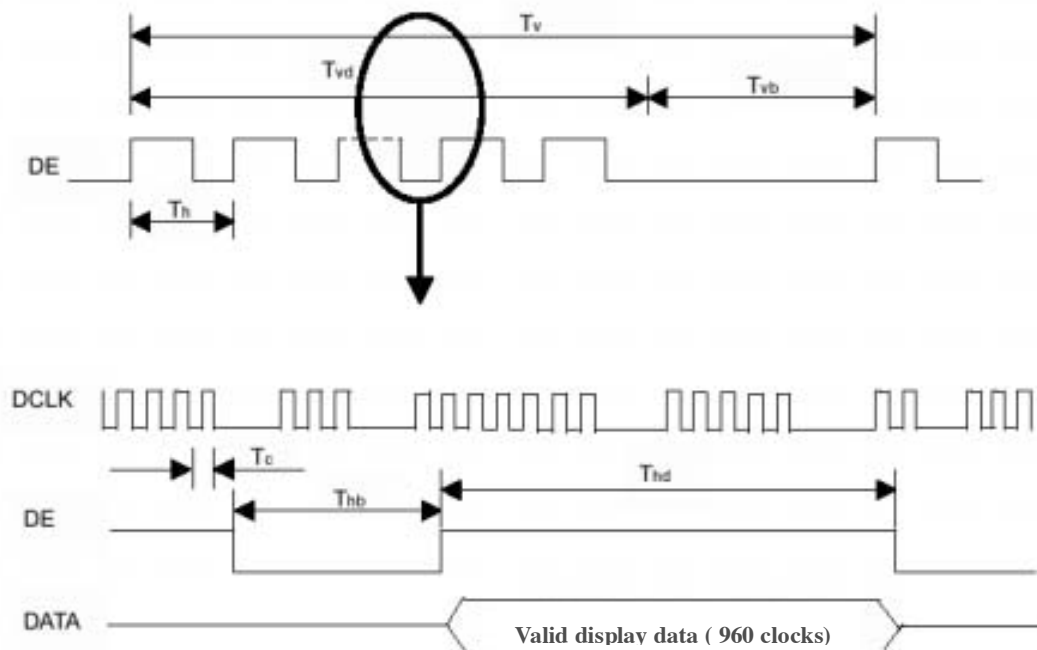 Tv
Tvd
Tvb
DE
Th
DCLK
Tc
Thd
Thb
DE
DATA
Valid display data ( 960 clocks)